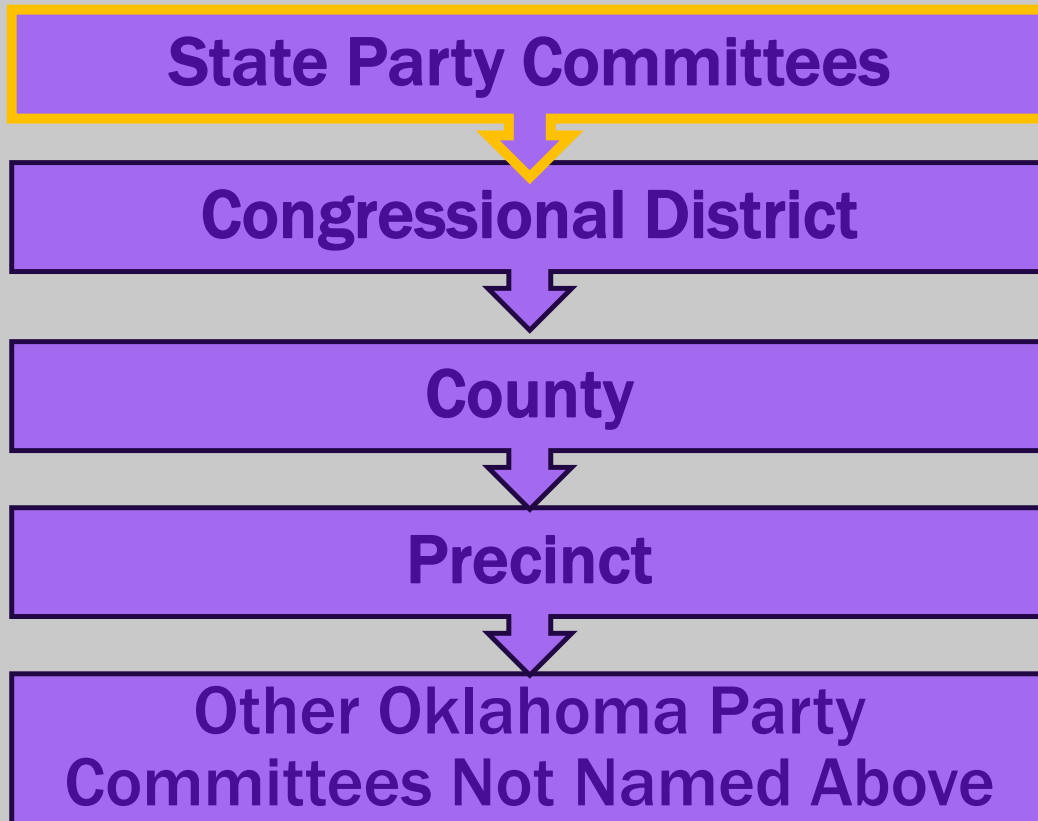 State Party Committees
Congressional District
County
Precinct
Other Oklahoma Party
Committees Not Named Above